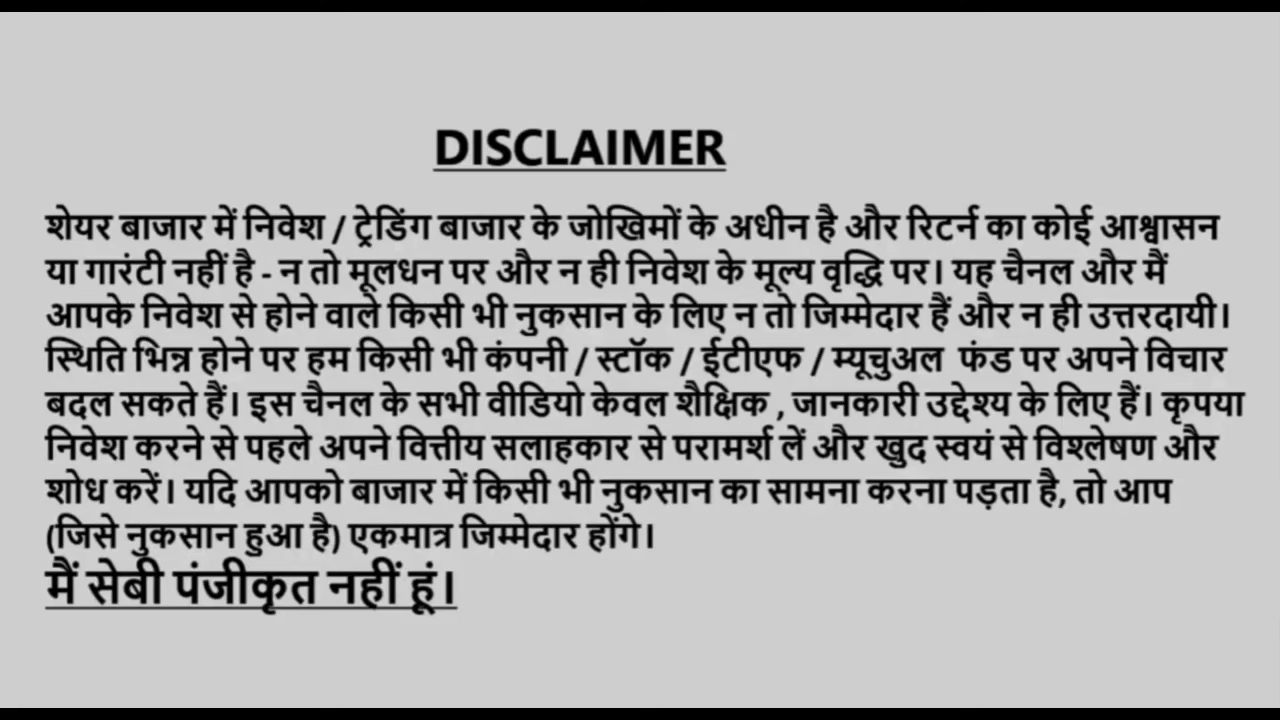 DISCLAIMER
शेयर बाजार में निवेश / ट्रेडिंग बाजार के जोखिमों के अधीन है और रिटर्न का कोई आश्वासन
या गारंटी नहीं है - न तो मूलधन पर और न ही निवेश के मूल्य वृद्धि पर। यह चैनल और मैं
आपके निवेश से होने वाले किसी भी नुकसान के लिए न तो जिम्मेदार हैं और न ही उत्तरदायी।
स्थिति भिन्न होने पर हम किसी भी कंपनी / स्टॉक / ईटीएफ / म्यूचुअल  फंड पर अपने विचार
बदल सकते हैं। इस चैनल के सभी वीडियो केवल शैक्षिक , जानकारी उद्देश्य के लिए हैं। कृपया
निवेश करने से पहले अपने वित्तीय सलाहकार से परामर्श लें और खुद स्वयं से विश्लेषण और
शोध करें। यदि आपको बाजार में किसी भी नुकसान का सामना करना पड़ता है, तो आप
(जिसे नुकसान हुआ है) एकमात्र जिम्मेदार होंगे।
मैं सेबी पंजीकृत नहीं हूं।